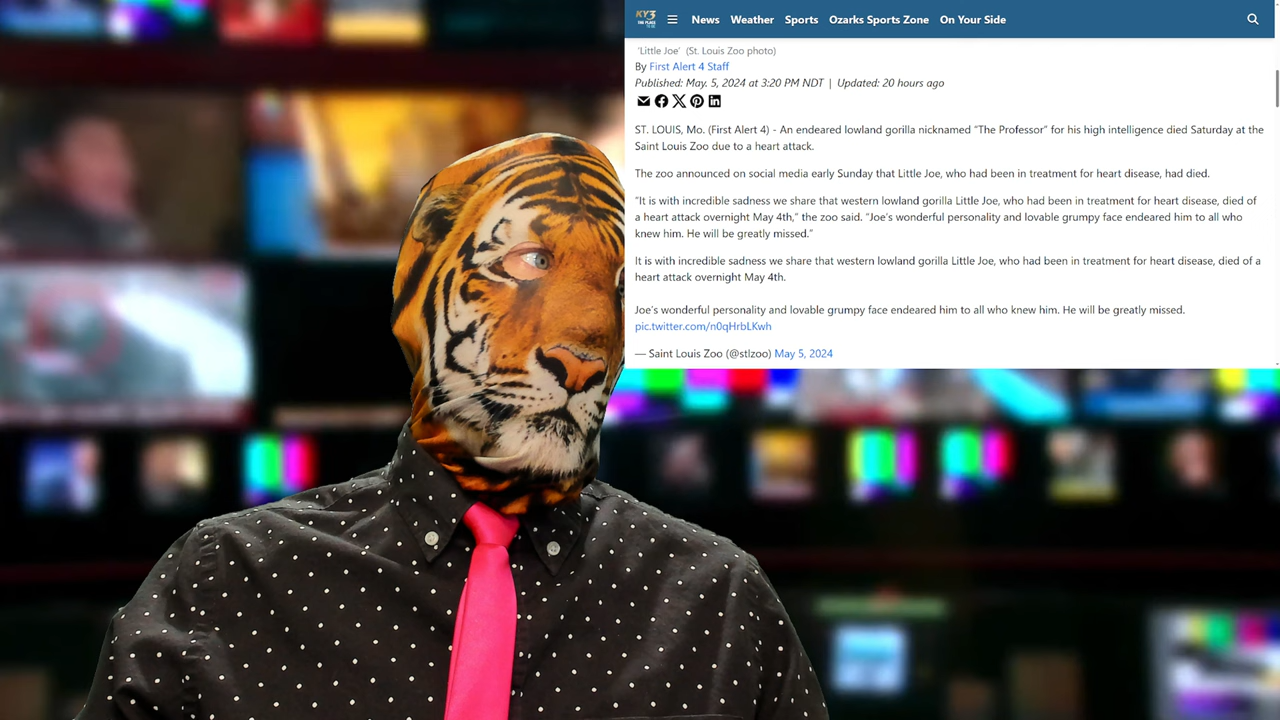 KY3
THE PLACE
TO BE
News Weather Sports Ozarks Sports Zone On Your Side
'Little Joe' (St. Louis Zoo photo)
By First Alert 4 Staff
Published: May. 5, 2024 at 3:20 PM NDT | Updated: 20 hours ago
ST. LOUIS, Mo. (First Alert 4) - An endeared lowland gorilla nicknamed "The Professor" for his high intelligence died Saturday at the
Saint Louis Zoo due to a heart attack.
The zoo announced on social media early Sunday that Little Joe, who had been in treatment for heart disease, had died.
"It is with incredible sadness we share that western lowland gorilla Little Joe, who had been in treatment for heart disease, died of
a heart attack overnight May 4th," the zoo said. "Joe's wonderful personality and lovable grumpy face endeared him to all who
knew him. He will be greatly missed."
It is with incredible sadness we share that western lowland gorilla Little Joe, who had been in treatment for heart disease, died of a
heart attack overnight May 4th.
Joe's wonderful personality and lovable grumpy face endeared him to all who knew him. He will be greatly missed.
pic.twitter.com/n0qHrbLKwh
— Saint Louis Zoo (@stlzoo) May 5, 2024